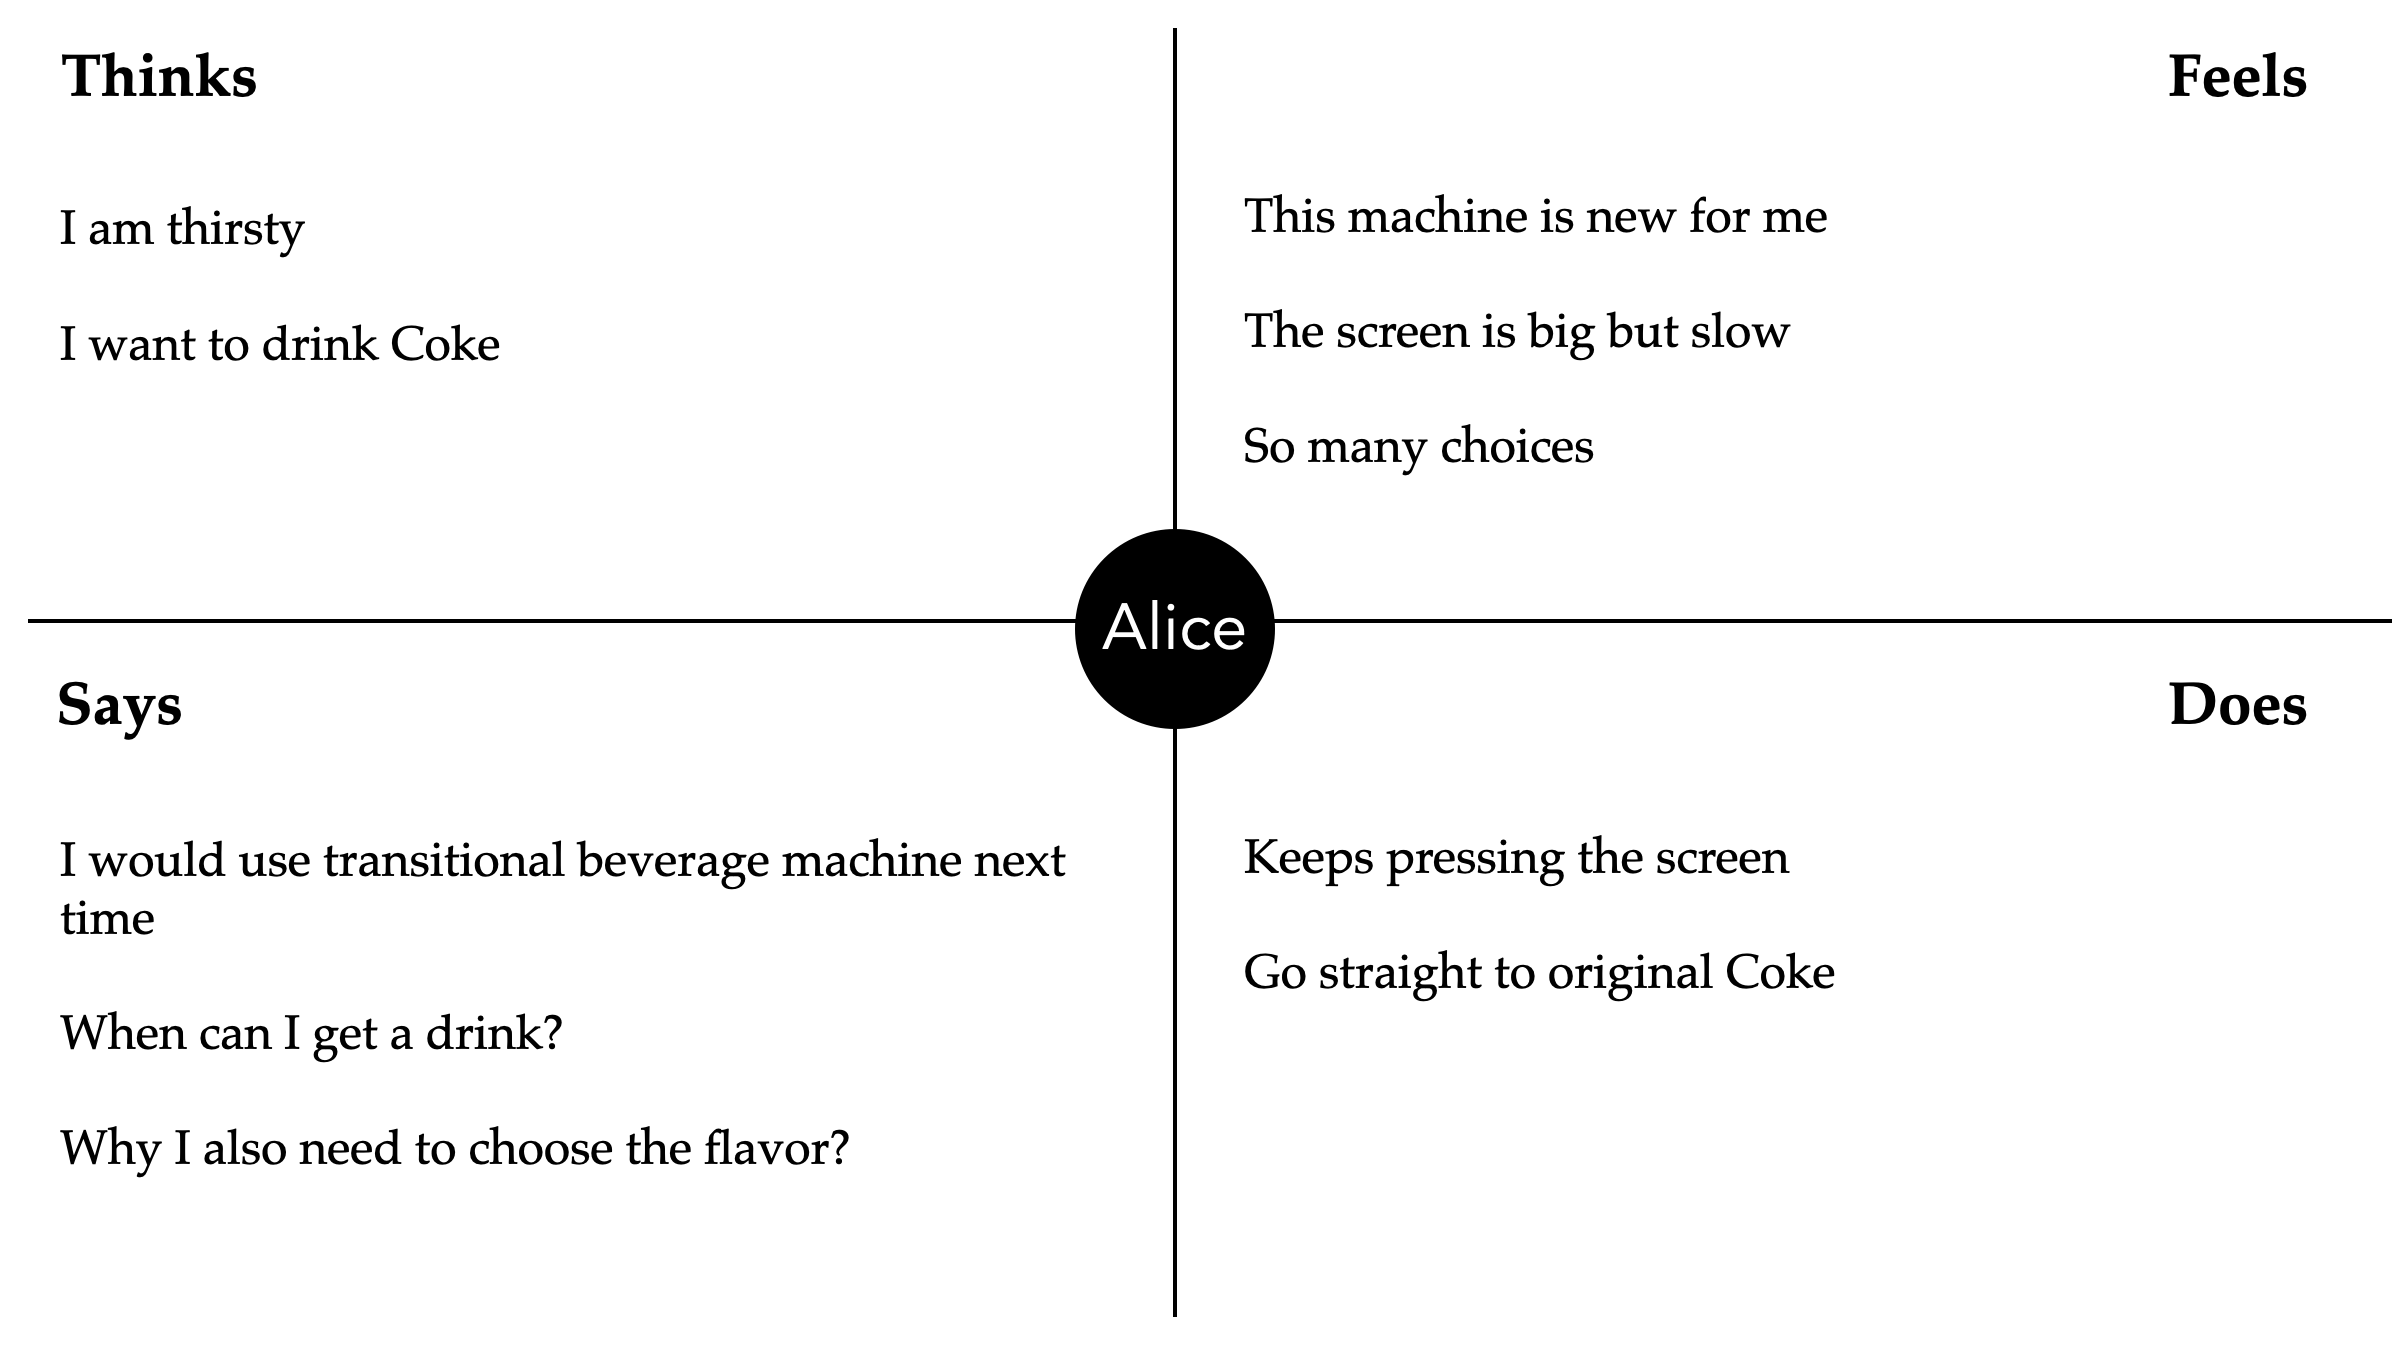 Thinks
I am thirsty
I want to drink Coke
Feels
This machine is new for me
The screen is big but slow
So many choices
Alice
Says
I would use transitional beverage machine next
time
When can I get a drink?
Why I also need to choose the flavor?
Does
Keeps pressing the screen
Go straight to original Coke